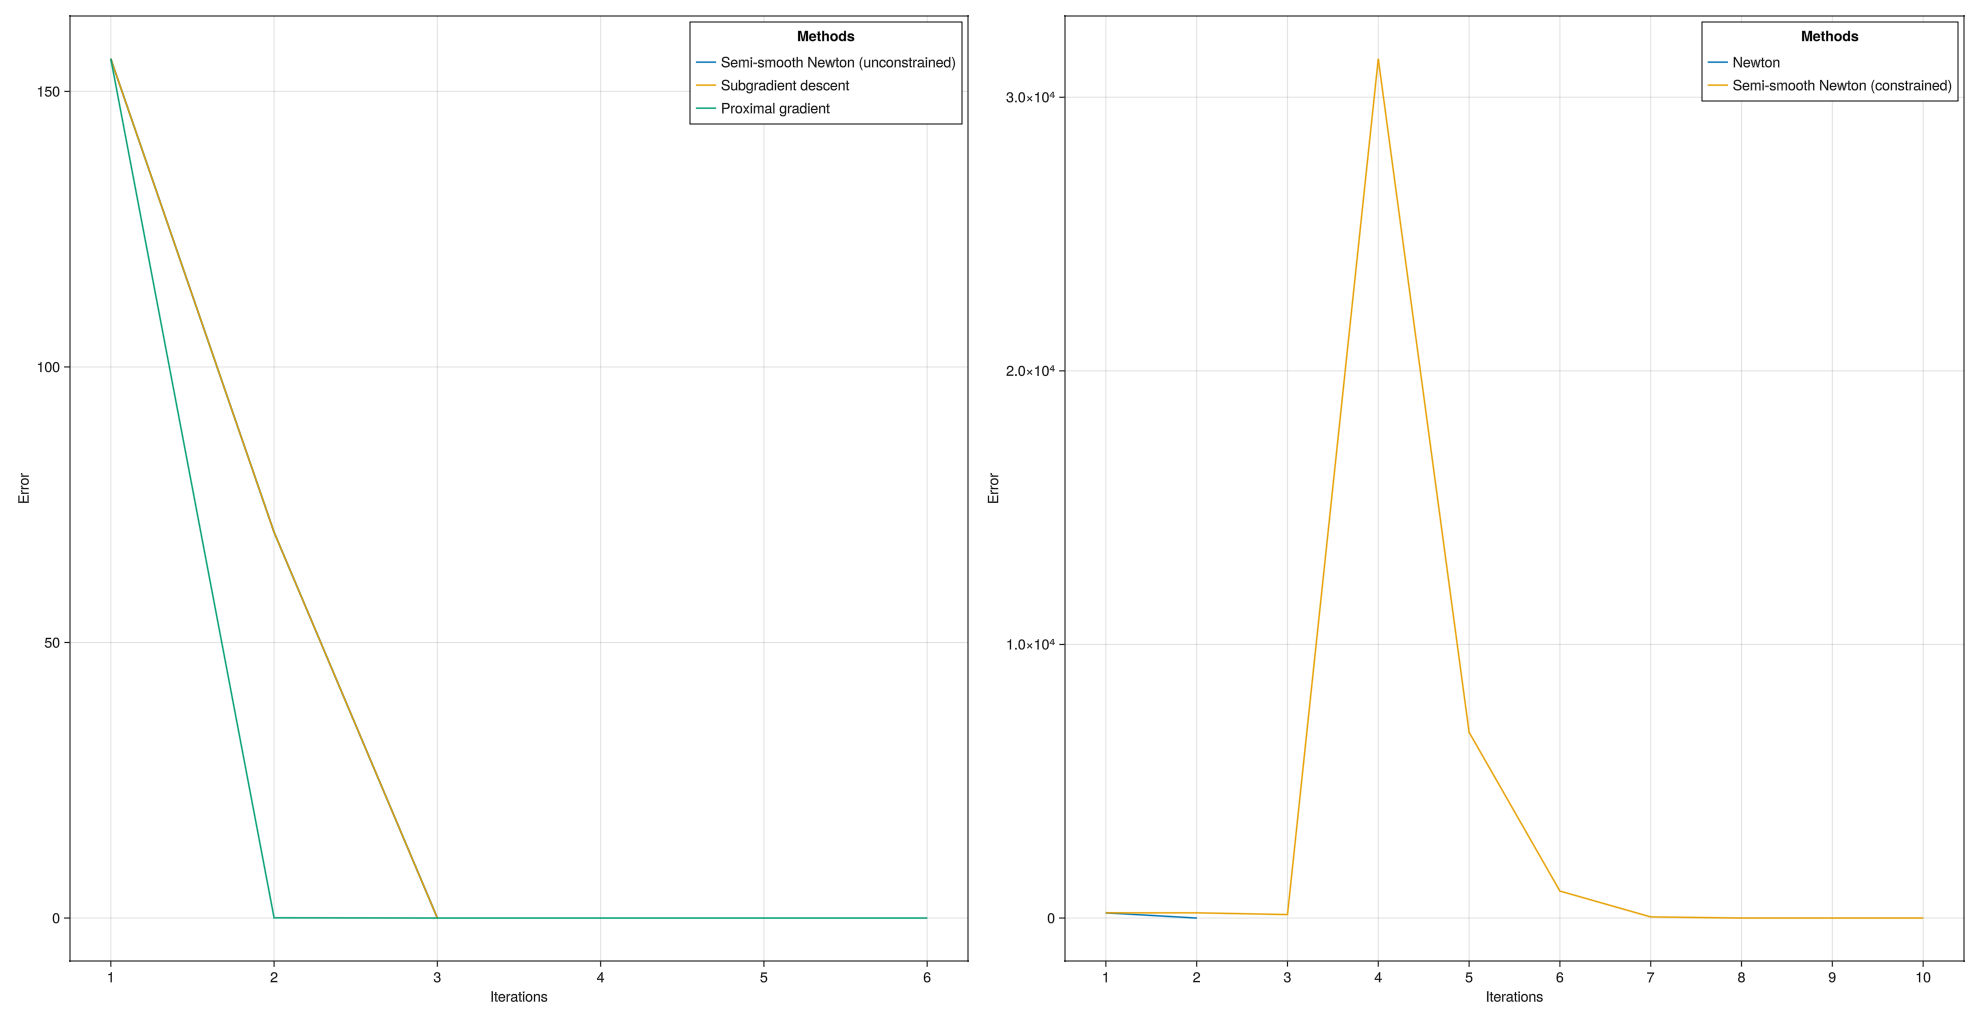 Methods
Semi-smooth Newton (unconstrained)
Subgradient descent
Proximal gradient
150
100
50
0
Error
1 2 3 4 5 6
Iterations
Methods
Newton
Semi-smooth Newton (constrained)
3.0×10⁴
2.0×10⁴
1.0×10⁴
0
Error
1 2 3 4 5 6 7 8 9 10
Iterations